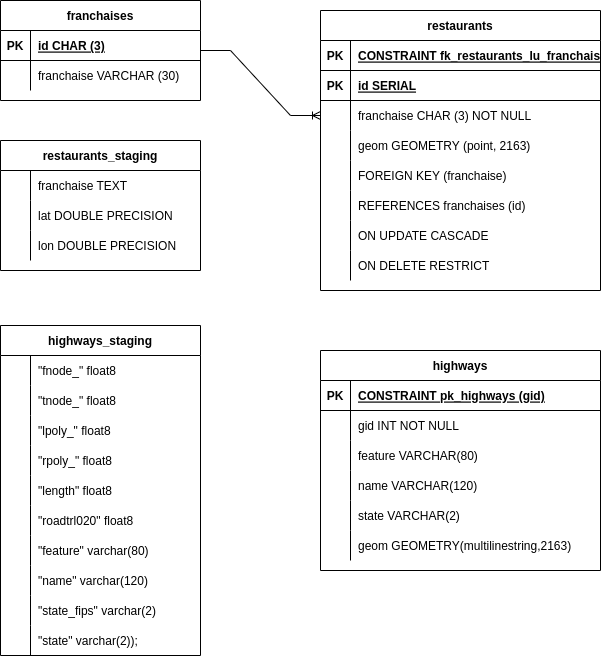 franchaises
PK id CHAR (3)
franchaise VARCHAR (30)
restaurants
PK CONSTRAINT fk_restaurants_lu_franchais
PK id SERIAL
franchaise CHAR (3) NOT NULL
geom GEOMETRY (point, 2163)
FOREIGN KEY (franchaise)
REFERENCES franchaises (id)
ON UPDATE CASCADE
ON DELETE RESTRICT
restaurants_staging
franchaise TEXT
lat DOUBLE PRECISION
lon DOUBLE PRECISION
highways_staging
"fnode_" float8
"tnode_" float8
"lpoly_" float8
"rpoly_" float8
"length" float8
"roadtrl020" float8
"feature" varchar(80)
"name" varchar(120)
"state_fips" varchar(2)
"state" varchar(2));
highways
PK CONSTRAINT pk_highways (gid)
gid INT NOT NULL
feature VARCHAR(80)
name VARCHAR(120)
state VARCHAR(2)
geom GEOMETRY(multilinestring,2163)